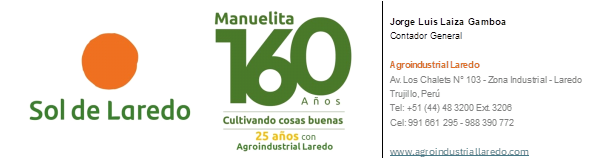 Sol de Laredo
Manuelita
160
Años
Cultivando cosas buenas
25 años con
Agroindustrial Laredo
Jorge Luis Laiza Gamboa
Contador General
Agroindustrial Laredo
Av. Los Chalets N° 103 - Zona Industrial - Laredo
Trujillo, Perú
Tel: +51 (44) 48 3200 Ext. 3206
Cel: 991 661 295 - 988 390 772
www.agroindustriallaredo.com